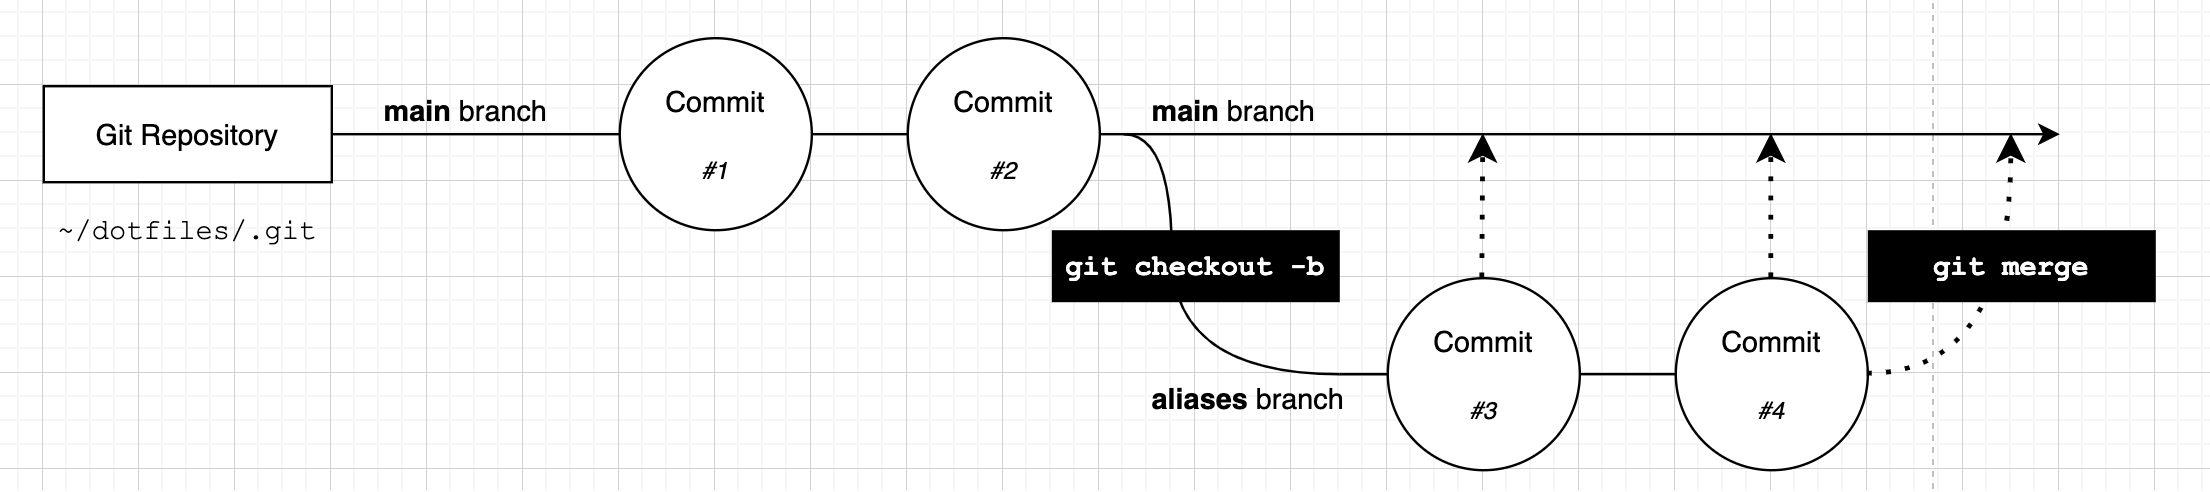 Git Repository
~/dotfiles/.git
main branch
Commit
#1
Commit
#2
main branch
git checkout -b
aliases branch
Commit
#3
Commit
#4
git merge